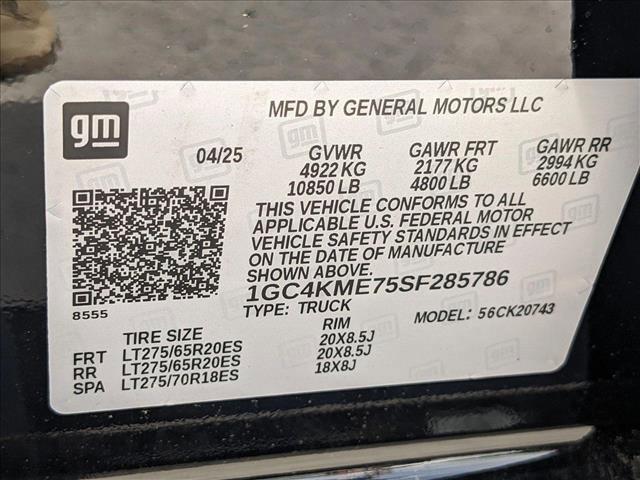 gm
MFD BY GENERAL MOTORS LLC
04/25 GVWR GAWR FRT GAWR RR
4922 KG 2177 KG 2994 KG
10850 LB 4800 LB 6600 LB
THIS VEHICLE CONFORMS TO ALL
APPLICABLE U.S. FEDERAL MOTOR
VEHICLE SAFETY STANDARDS IN EFFECT
ON THE DATE OF MANUFACTURE
SHOWN ABOVE.
1GC4KME75SF285786
8555
TYPE: TRUCK MODEL: 56CK20743
TIRE SIZE RIM
FRT LT275/65R20ES 20X8.5J
RR LT275/65R20ES 20X8.5J
SPA LT275/70R18ES 18X8J